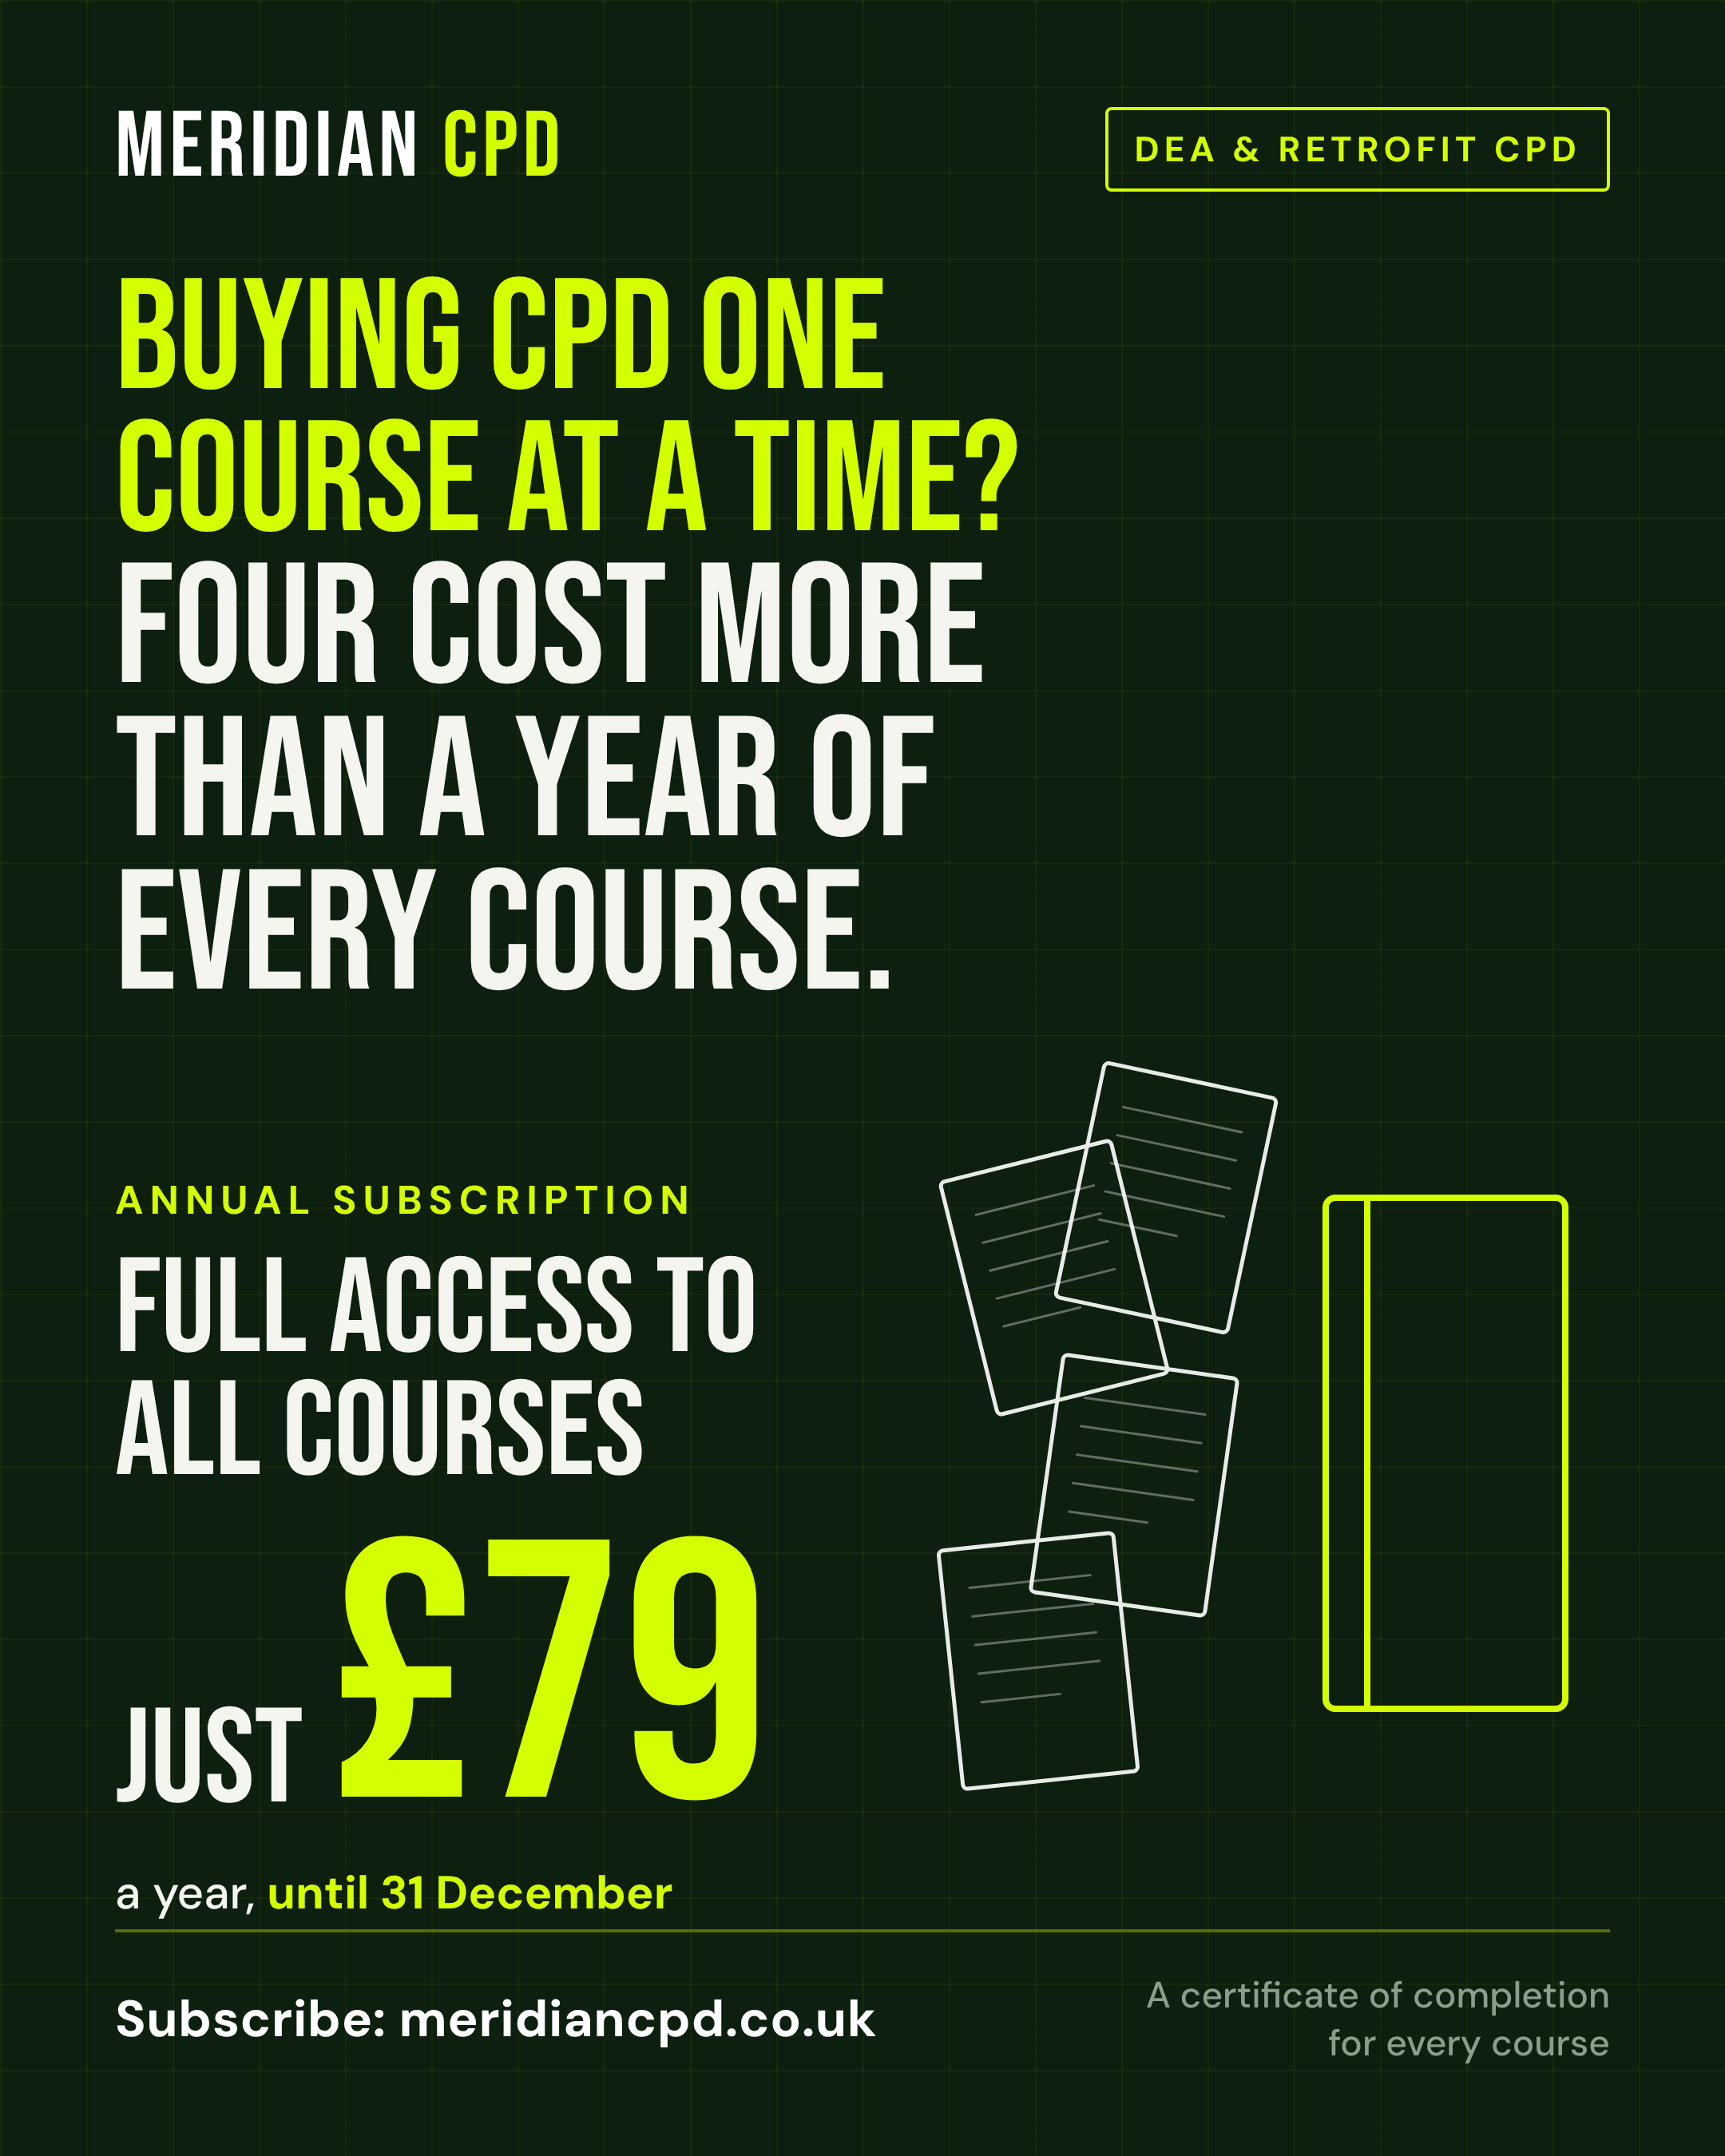 MERIDIAN CPD
DEA & RETROFIT CPD
BUYING CPD ONE
COURSE AT A TIME?
FOUR COST MORE
THAN A YEAR OF
EVERY COURSE.
ANNUAL SUBSCRIPTION
FULL ACCESS TO
ALL COURSES
JUST £79
a year, until 31 December
Subscribe: meridiancpd.co.uk
A certificate of completion
for every course